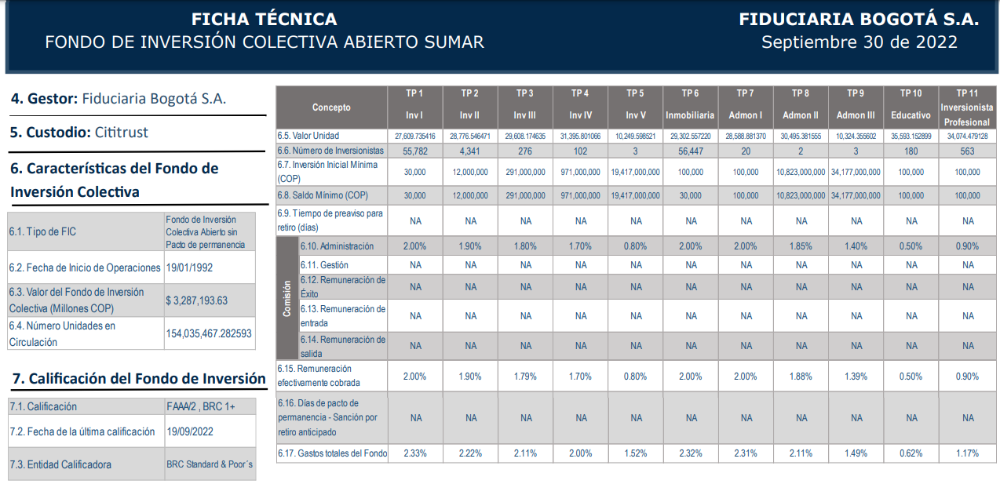 FICHA TÉCNICA
FONDO DE INVERSIÓN COLECTIVA ABIERTO SUMAR
FIDUCIARIA BOGOTÁ S.A.
Septiembre 30 de 2022
4. Gestor: Fiduciaria Bogotá S.A.
5. Custodio: Cititrust
6. Características del Fondo de
Inversión Colectiva
6.1. Tipo de FIC
Fondo de Inversión
Colectiva Abierto sin
Pacto de permanencia
6.2. Fecha de Inicio de Operaciones 19/01/1992
6.3. Valor del Fondo de Inversión
Colectiva (Millones COP)
$ 3,287,193.63
6.4. Número Unidades en
Circulación
154,035,467.282593
7. Calificación del Fondo de Inversión
7.1. Calificación FAAA/2 , BRC 1+
7.2. Fecha de la última calificación 19/09/2022
7.3. Entidad Calificadora BRC Standard & Poor´s
Concepto
TP 1 TP 2 TP 3 TP 4 TP 5 TP 6 TP 7 TP 8 TP 9 TP 10 TP 11
Inv I Inv II Inv III Inv IV Inv V Inmobiliaria Admon I Admon II Admon III Educativo Inversionista
Profesional
6.5. Valor Unidad 27,609.735416 28,776.546471 29,608.174635 31,395.801066 10,249.598521 29,302.557220 28,588.881370 30,495.381555 10,324.355602 35,593.152899 34,074.479128
6.6. Número de Inversionistas 55,782 4,341 276 102 3 56,447 20 2 3 180 563
6.7. Inversión Inicial Mínima
(COP)
30,000 12,000,000 291,000,000 971,000,000 19,417,000,000 100,000 100,000 10,823,000,000 34,177,000,000 100,000 100,000
6.8. Saldo Mínimo (COP) 30,000 12,000,000 291,000,000 971,000,000 19,417,000,000 30,000 100,000 10,823,000,000 34,177,000,000 100,000 100,000
6.9. Tiempo de preaviso para
retiro (días)
NA NA NA NA NA NA NA NA NA NA NA
Comisión
6.10. Administración 2.00% 1.90% 1.80% 1.70% 0.80% 2.00% 2.00% 1.85% 1.40% 0.50% 0.90%
6.11. Gestión NA NA NA NA NA NA NA NA NA NA NA
6.12. Remuneración de
Éxito
NA NA NA NA NA NA NA NA NA NA NA
6.13. Remuneración de
entrada
NA NA NA NA NA NA NA NA NA NA NA
6.14. Remuneración de
salida
NA NA NA NA NA NA NA NA NA NA NA
6.15. Remuneración
efectivamente cobrada
2.00% 1.90% 1.79% 1.70% 0.80% 2.00% 2.00% 1.88% 1.39% 0.50% 0.90%
6.16. Días de pacto de
permanencia - Sanción por
retiro anticipado
NA NA NA NA NA NA NA NA NA NA NA
6.17. Gastos totales del Fondo 2.33% 2.22% 2.11% 2.00% 1.52% 2.32% 2.31% 2.11% 1.49% 0.62% 1.17%